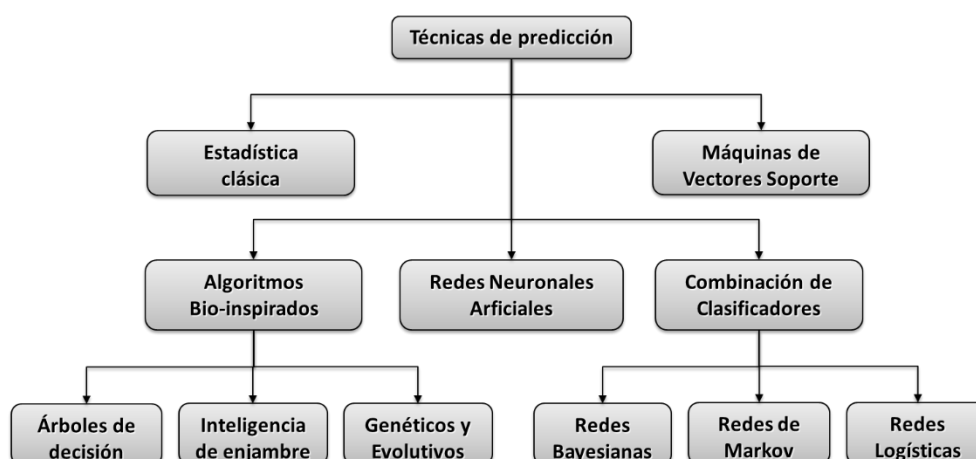 Técnicas de predicción
Estadística
clásica
Máquinas de
Vectores Soporte
Algoritmos
Bio-inspirados
Redes Neuronales
Arficiales
Combinación de
Clasificadores
Árboles de
decisión
Inteligencia
de enjambre
Genéticos y
Evolutivos
Redes
Bayesianas
Redes de
Markov
Redes
Logísticas